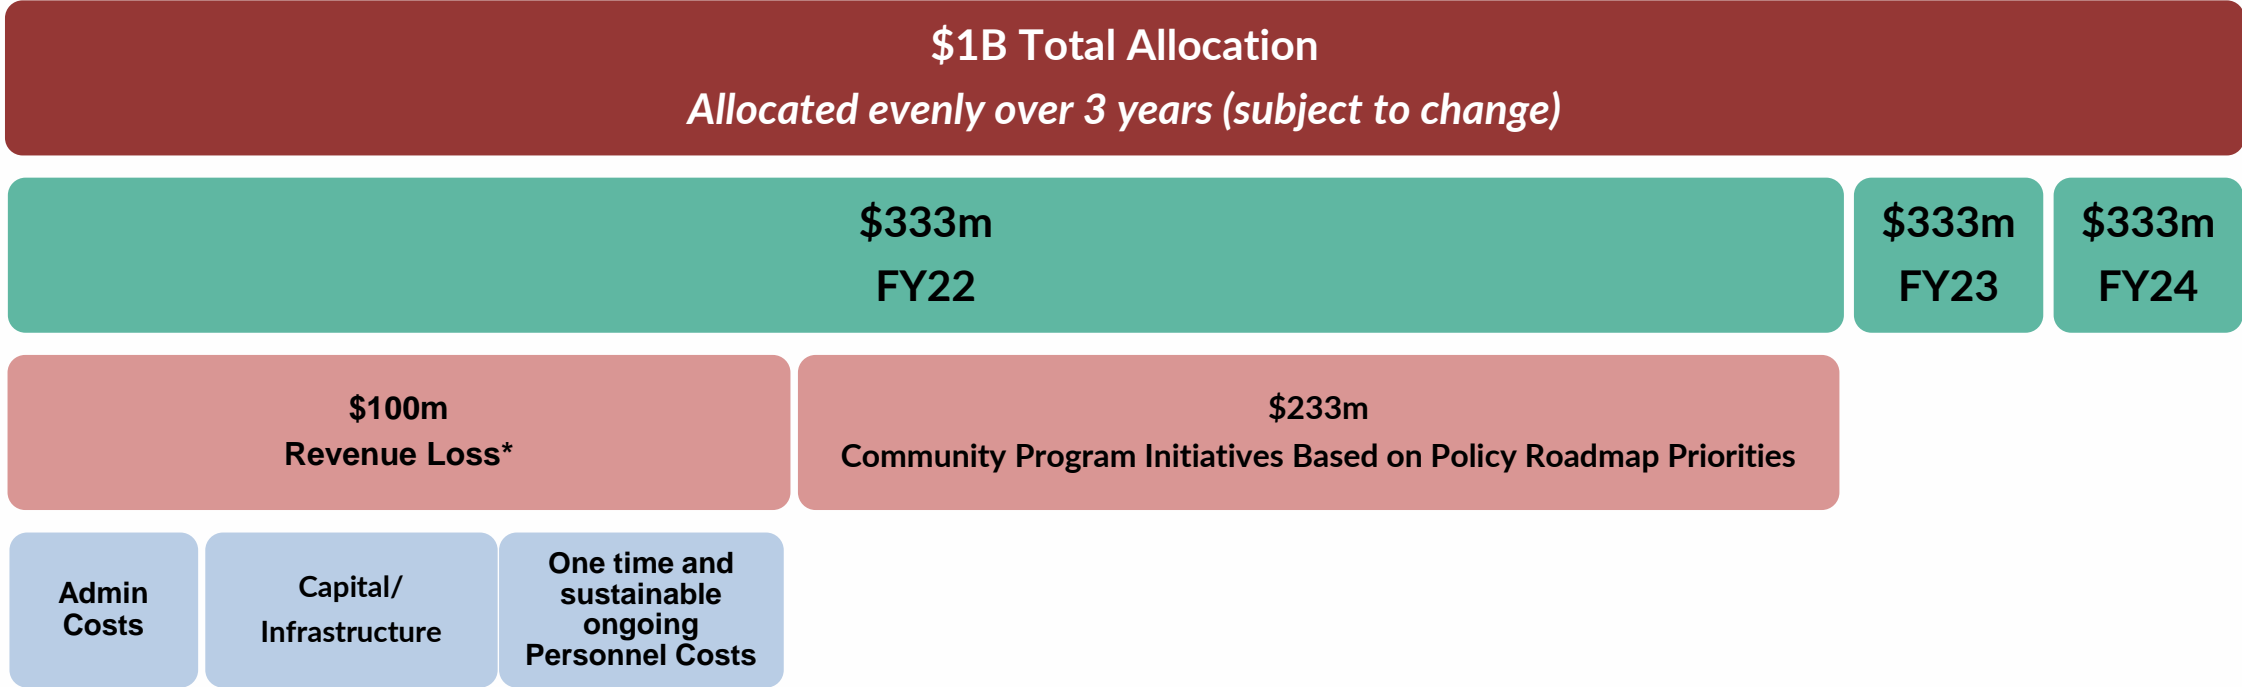 $1B Total Allocation
Allocated evenly over 3 years (subject to change)
$333m
FY22
$333m
FY23
$333m
FY24
$100m
Revenue Loss*
$233m
Community Program Initiatives Based on Policy Roadmap Priorities
Admin
Costs
Capital/
Infrastructure
One time and
sustainable
ongoing
Personnel Costs